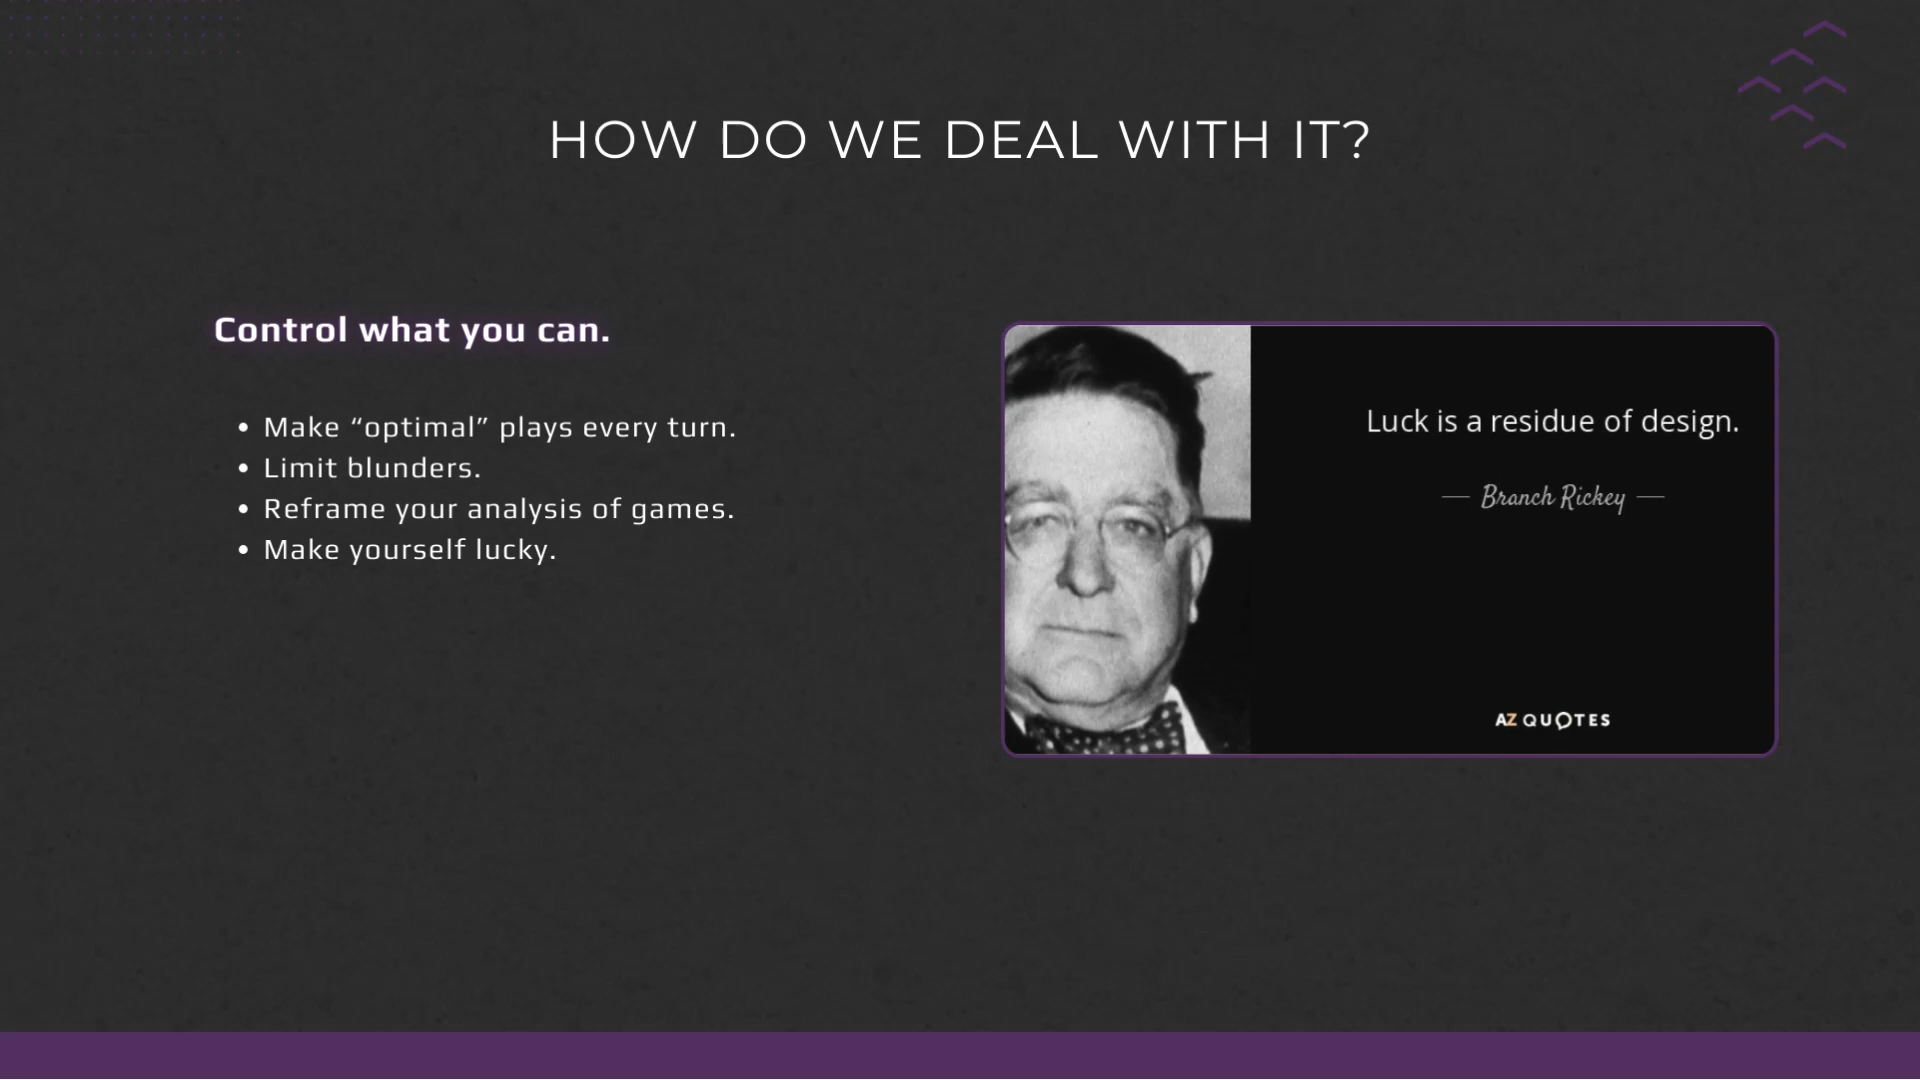 HOW DO WE DEAL WITH IT?
Control what you can.
• Make “optimal” plays every turn.
• Limit blunders.
• Reframe your analysis of games.
• Make yourself lucky.
Luck is a residue of design.
— Branch Rickey —
AZ QUOTES